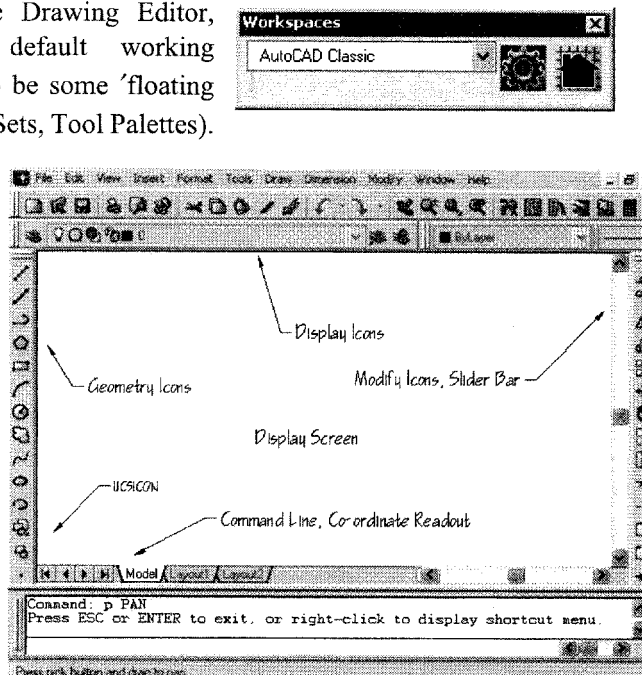 e Drawing Editor,
default working
be some 'floating
Sets, Tool Palettes).
Workspaces
AutoCAD Classic
File Edit View Insert Format Tools Draw Dimension Modify Window Help
0 ByLayer
Display Icons
Geometry Icons
Modify Icons, Slider Bar
Display Screen
UCSICON
Command Line, Co-ordinate Readout
Model Layout1 Layout2
Command: p PAN
Press ESC or ENTER to exit, or right-click to display shortcut menu.
Press pick button and drag to pan.